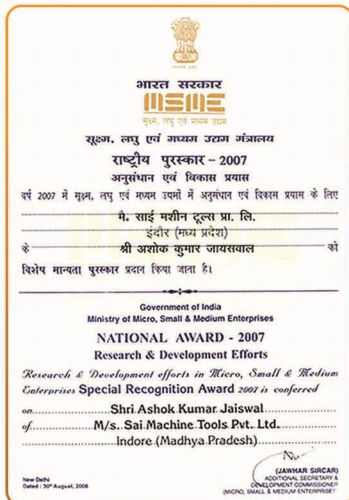 भारत सरकार
MSME
सूक्ष्म, लघु एवं मध्यम उद्यम
सूक्ष्म, लघु एवं मध्यम उद्यम मंत्रालय
राष्ट्रीय पुरस्कार - 2007
अनुसंधान एवं विकास प्रयास
वर्ष 2007 में सूक्ष्म, लघु एवं मध्यम उद्यमों में अनुसंधान एवं विकास प्रयास के लिए
मै. साई मशीन टूल्स प्रा. लि.
इंदौर (मध्य प्रदेश)
के श्री अशोक कुमार जायसवाल को
विशेष मान्यता पुरस्कार प्रदान किया जाता है।
Government of India
Ministry of Micro, Small & Medium Enterprises
NATIONAL AWARD - 2007
Research & Development Efforts
Research & Development efforts in Micro, Small & Medium
Enterprises Special Recognition Award 2007 is conferred
on Shri Ashok Kumar Jaiswal
of M/s. Sai Machine Tools Pvt. Ltd.
Indore (Madhya Pradesh)
(JAWHAR SIRCAR)
ADDITIONAL SECRETARY &
DEVELOPMENT COMMISSIONER
(MICRO, SMALL & MEDIUM ENTERPRISES)
New Delhi
Dated : 30th August, 2008